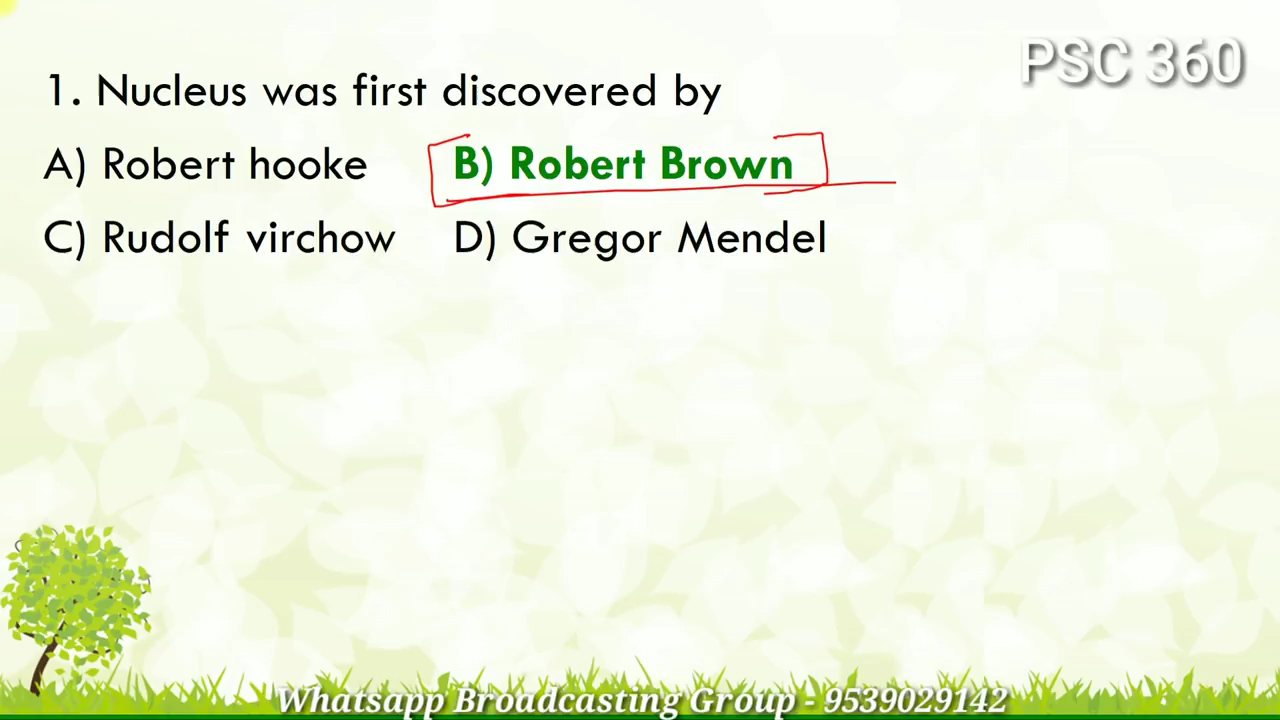 PSC 360
1. Nucleus was first discovered by
A) Robert hooke B) Robert Brown
C) Rudolf virchow D) Gregor Mendel
Whatsapp Broadcasting Group - 9539029142